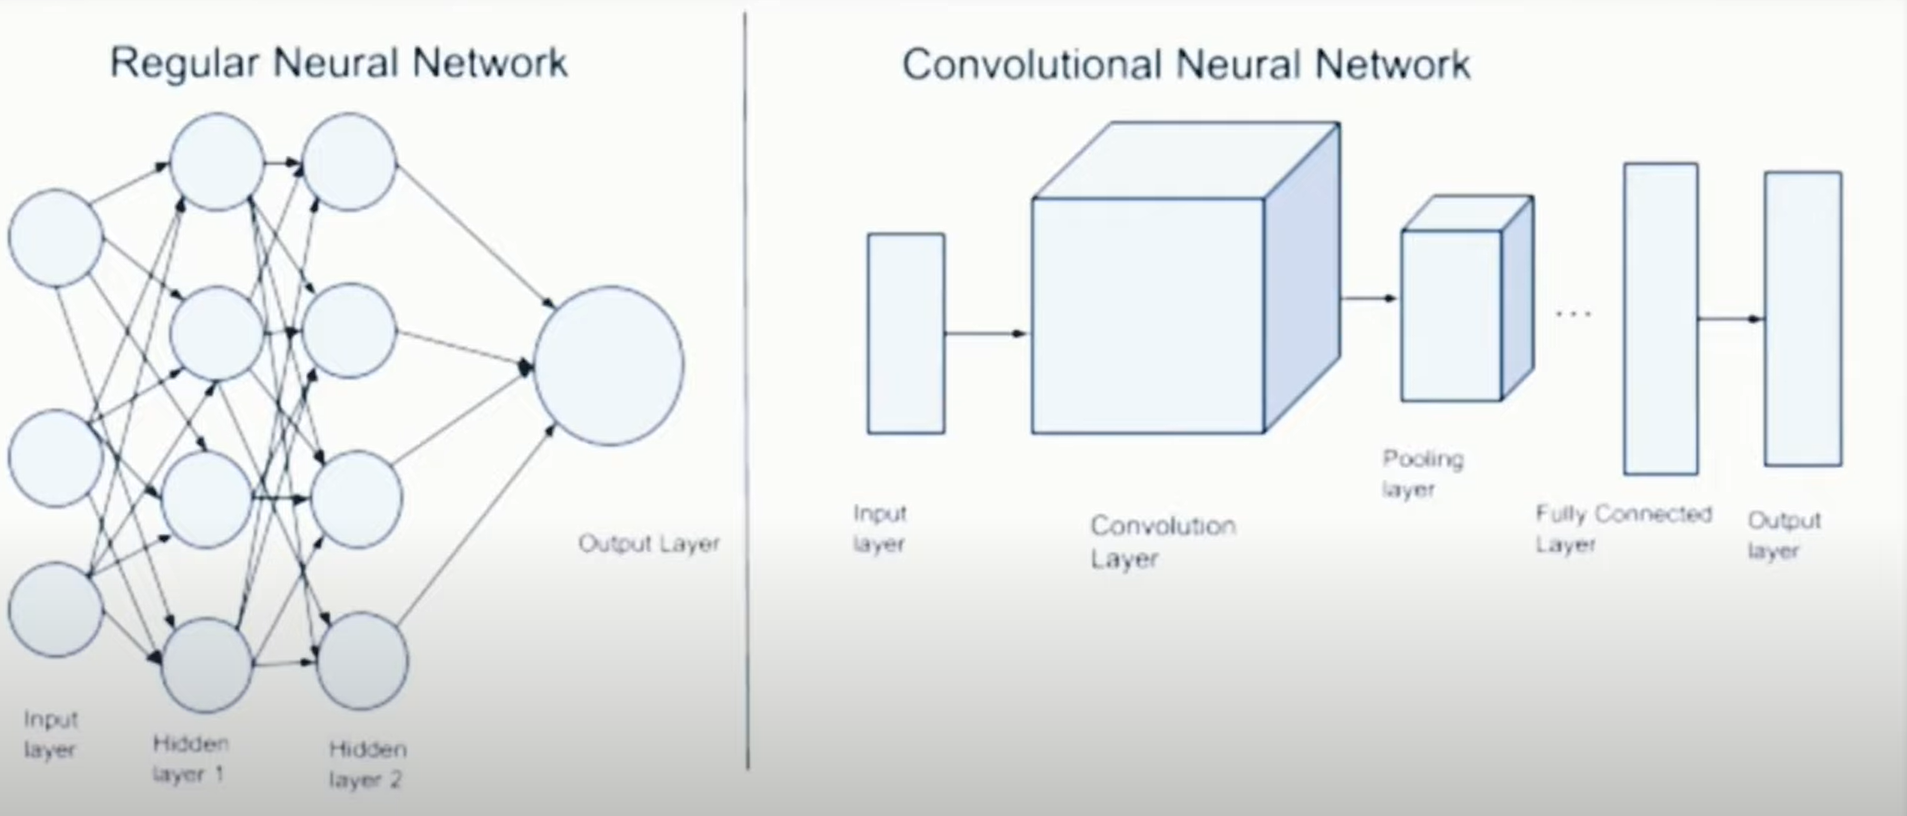 Regular Neural Network
Output Layer
Input
layer
Hidden
layer 1
Hidden
layer 2
Convolutional Neural Network
Input
layer
Convolution
Layer
Pooling
layer
...
Fully Connected
Layer
Output
layer